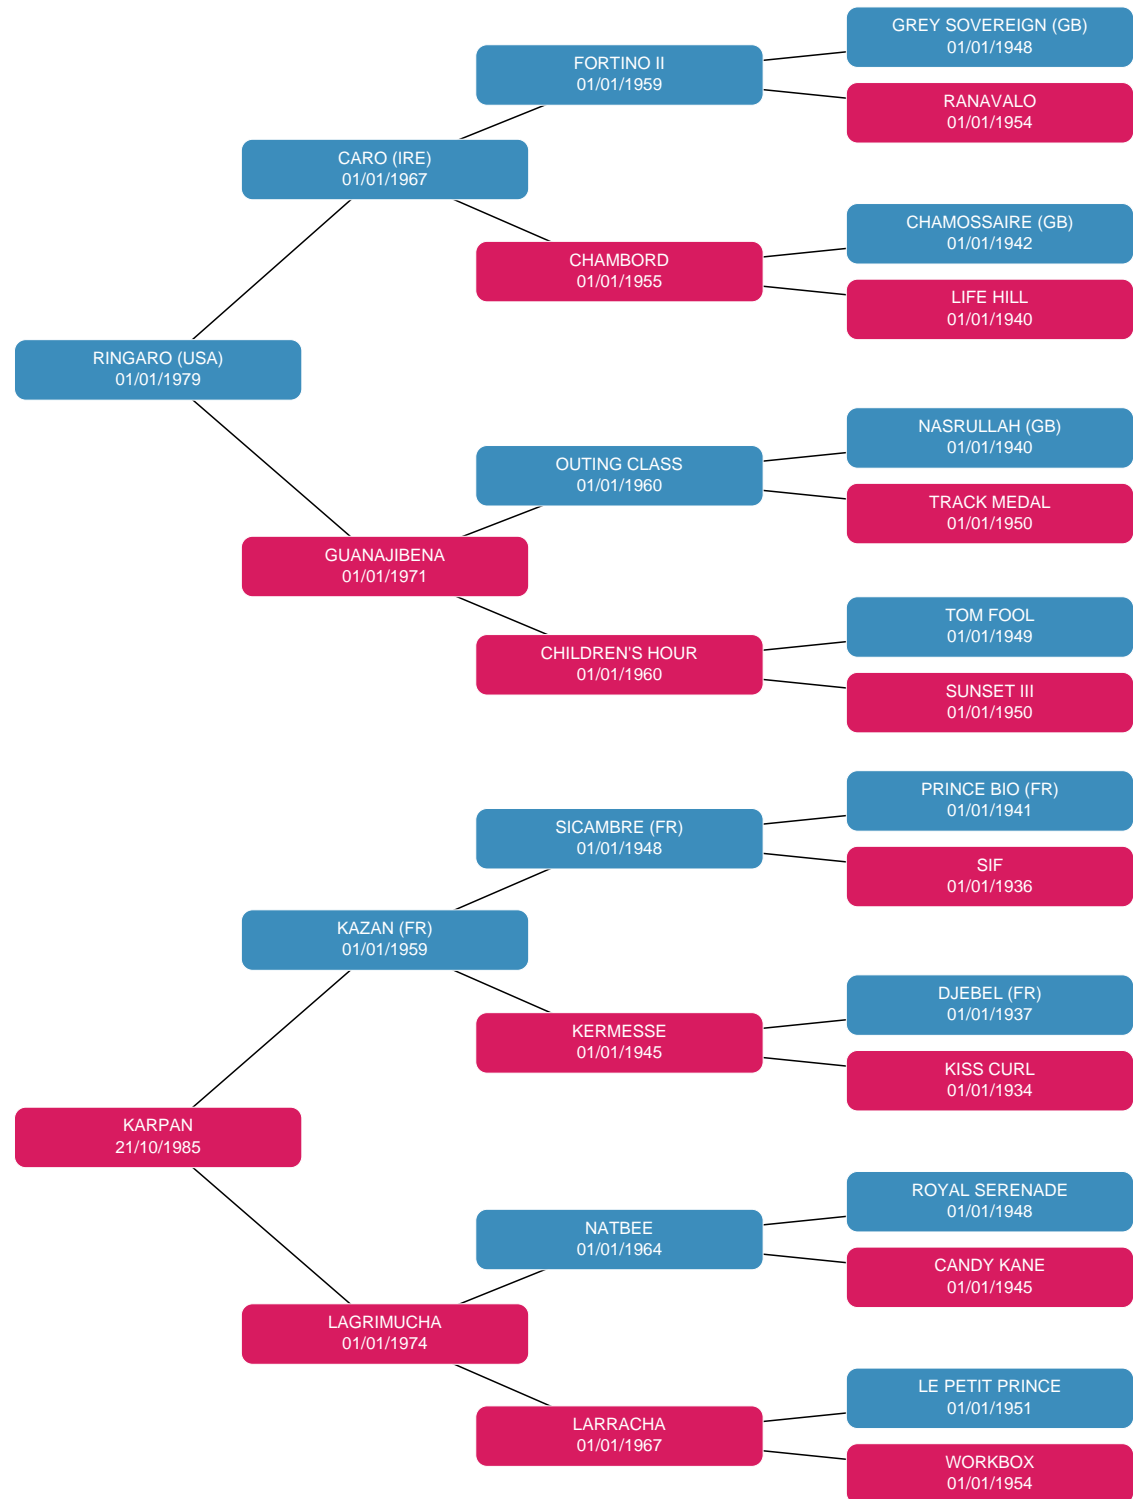 GREY SOVEREIGN (GB)
01/01/1948
FORTINO II
01/01/1959
RANAVALO
01/01/1954
CARO (IRE)
01/01/1967
CHAMOSSAIRE (GB)
01/01/1942
CHAMBORD
01/01/1955
LIFE HILL
01/01/1940
RINGARO (USA)
01/01/1979
NASRULLAH (GB)
01/01/1940
OUTING CLASS
01/01/1960
TRACK MEDAL
01/01/1950
GUANAJIBENA
01/01/1971
TOM FOOL
01/01/1949
CHILDREN'S HOUR
01/01/1960
SUNSET III
01/01/1950
PRINCE BIO (FR)
01/01/1941
SICAMBRE (FR)
01/01/1948
SIF
01/01/1936
KAZAN (FR)
01/01/1959
DJEBEL (FR)
01/01/1937
KERMESSE
01/01/1945
KISS CURL
01/01/1934
KARPAN
21/10/1985
ROYAL SERENADE
01/01/1948
NATBEE
01/01/1964
CANDY KANE
01/01/1945
LAGRIMUCHA
01/01/1974
LE PETIT PRINCE
01/01/1951
LARRACHA
01/01/1967
WORKBOX
01/01/1954